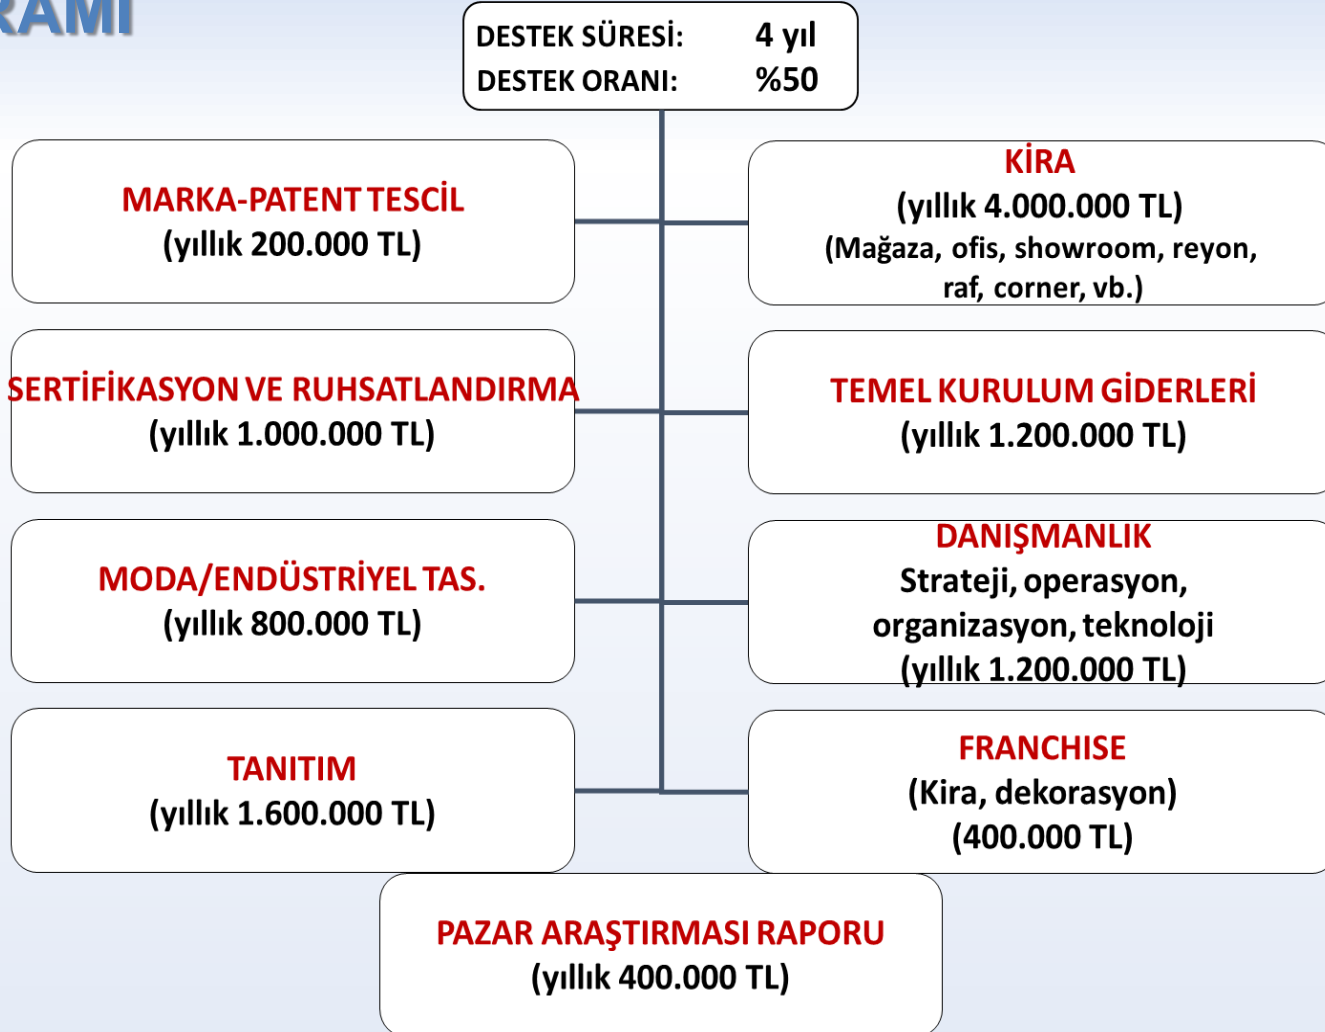 DESTEK SÜRESİ: 4 yıl
DESTEK ORANI: %50
MARKA-PATENT TESCİL
(yıllık 200.000 TL)
KİRA
(yıllık 4.000.000 TL)
(Mağaza, ofis, showroom, reyon,
raf, corner, vb.)
SERTİFİKASYON VE RUHSATLANDIRMA
(yıllık 1.000.000 TL)
TEMEL KURULUM GİDERLERİ
(yıllık 1.200.000 TL)
MODA/ENDÜSTRİYEL TAS.
(yıllık 800.000 TL)
DANIŞMANLIK
Strateji, operasyon,
organizasyon, teknoloji
(yıllık 1.200.000 TL)
TANITIM
(yıllık 1.600.000 TL)
FRANCHISE
(Kira, dekorasyon)
(400.000 TL)
PAZAR ARAŞTIRMASI RAPORU
(yıllık 400.000 TL)